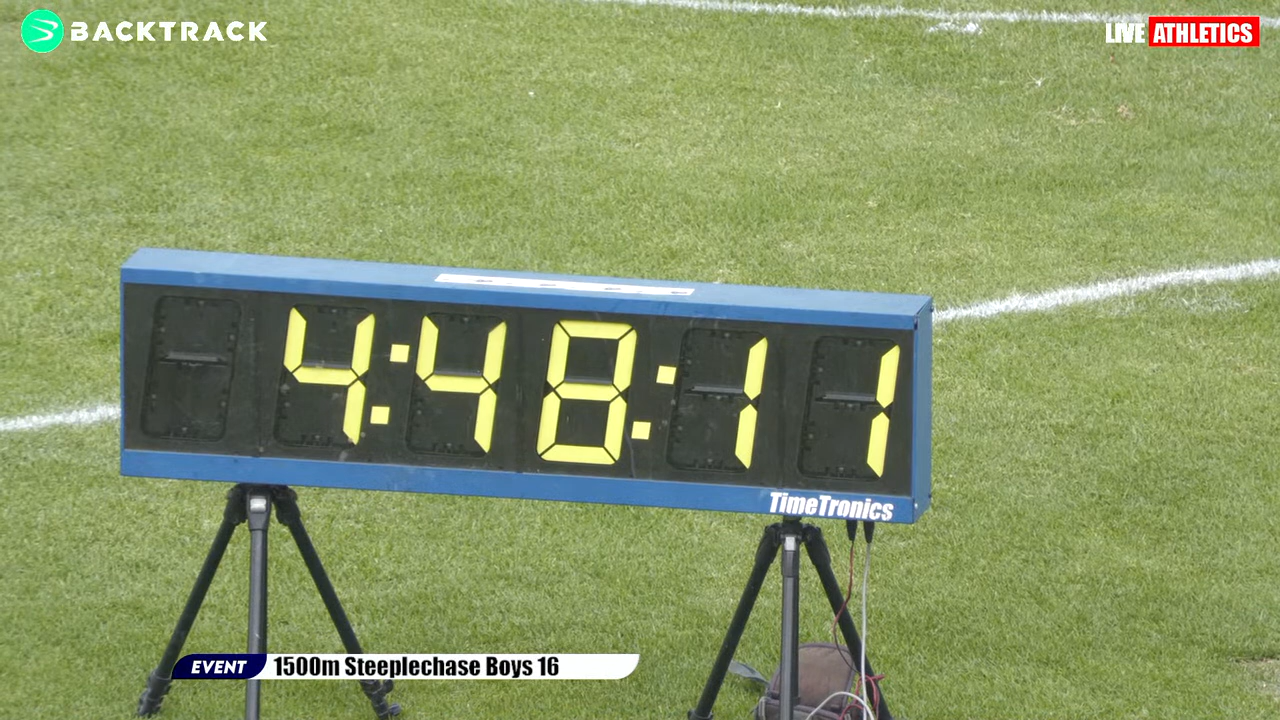 BACKTRACK
LIVE ATHLETICS
4:48:11
TimeTronics
EVENT 1500m Steeplechase Boys 16